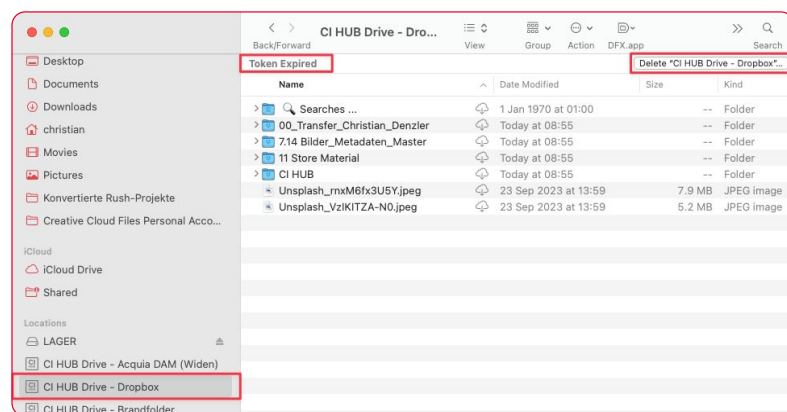 CI HUB Drive - Dro...
Back/Forward View Group Action DFX.app Search
Desktop
Documents
Downloads
christian
Movies
Pictures
Konvertierte Rush-Projekte
Creative Cloud Files Personal Acco...
iCloud
iCloud Drive
Shared
Locations
LAGER
CI HUB Drive - Acquia DAM (Widen)
CI HUB Drive - Dropbox
CI HUB Drive - Brandfolder
Token Expired Delete "CI HUB Drive - Dropbox"...
Name Date Modified Size Kind
Searches ... 1 Jan 1970 at 01:00 -- Folder
00_Transfer_Christian_Denzler Today at 08:55 -- Folder
7.14 Bilder_Metadaten_Master Today at 08:55 -- Folder
11 Store Material Today at 08:55 -- Folder
CI HUB Today at 08:55 -- Folder
Unsplash_rnxM6fx3U5Y.jpeg 23 Sep 2023 at 13:59 7.9 MB JPEG image
Unsplash_VzIKITZA-N0.jpeg 23 Sep 2023 at 13:59 5.2 MB JPEG image